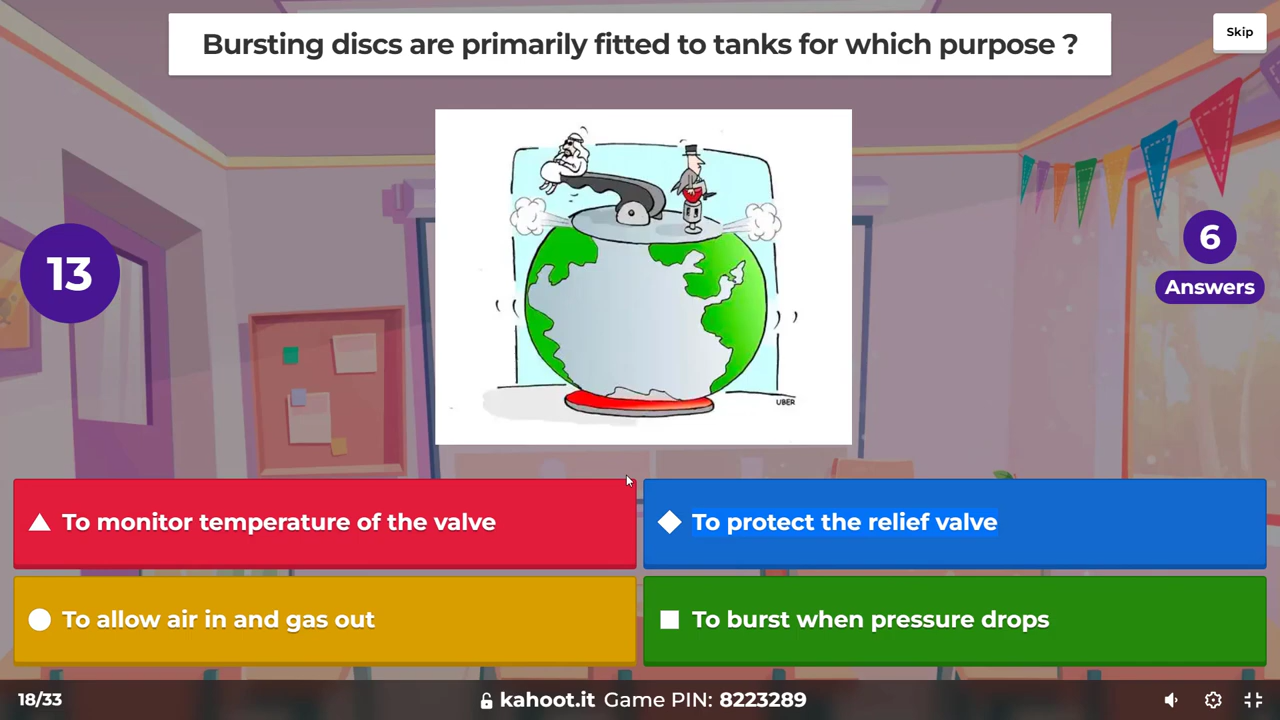 Bursting discs are primarily fitted to tanks for which purpose ?
Skip
13
6
Answers
UBER
To monitor temperature of the valve
To protect the relief valve
To allow air in and gas out
To burst when pressure drops
18/33
kahoot.it Game PIN: 8223289